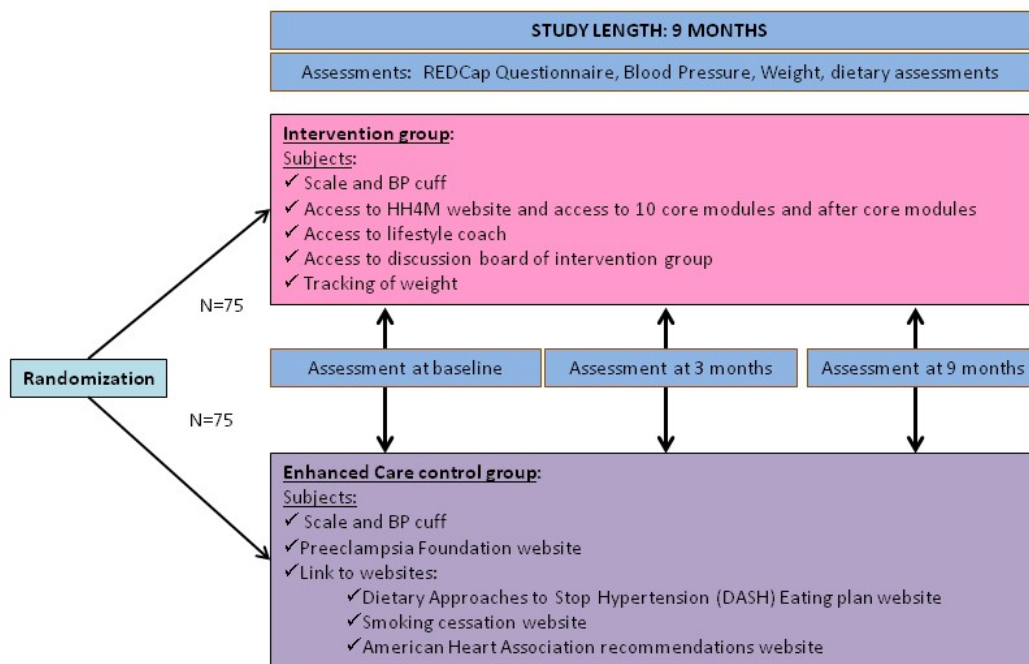 STUDY LENGTH: 9 MONTHS
Assessments: REDCap Questionnaire, Blood Pressure, Weight, dietary assessments
Intervention group:
Subjects:
✓ Scale and BP cuff
✓ Access to HH4M website and access to 10 core modules and after core modules
✓ Access to lifestyle coach
✓ Access to discussion board of intervention group
✓ Tracking of weight
N=75
Randomization
Assessment at baseline
Assessment at 3 months
Assessment at 9 months
N=75
Enhanced Care control group:
Subjects:
✓ Scale and BP cuff
✓ Preeclampsia Foundation website
✓ Link to websites:
✓ Dietary Approaches to Stop Hypertension (DASH) Eating plan website
✓ Smoking cessation website
✓ American Heart Association recommendations website